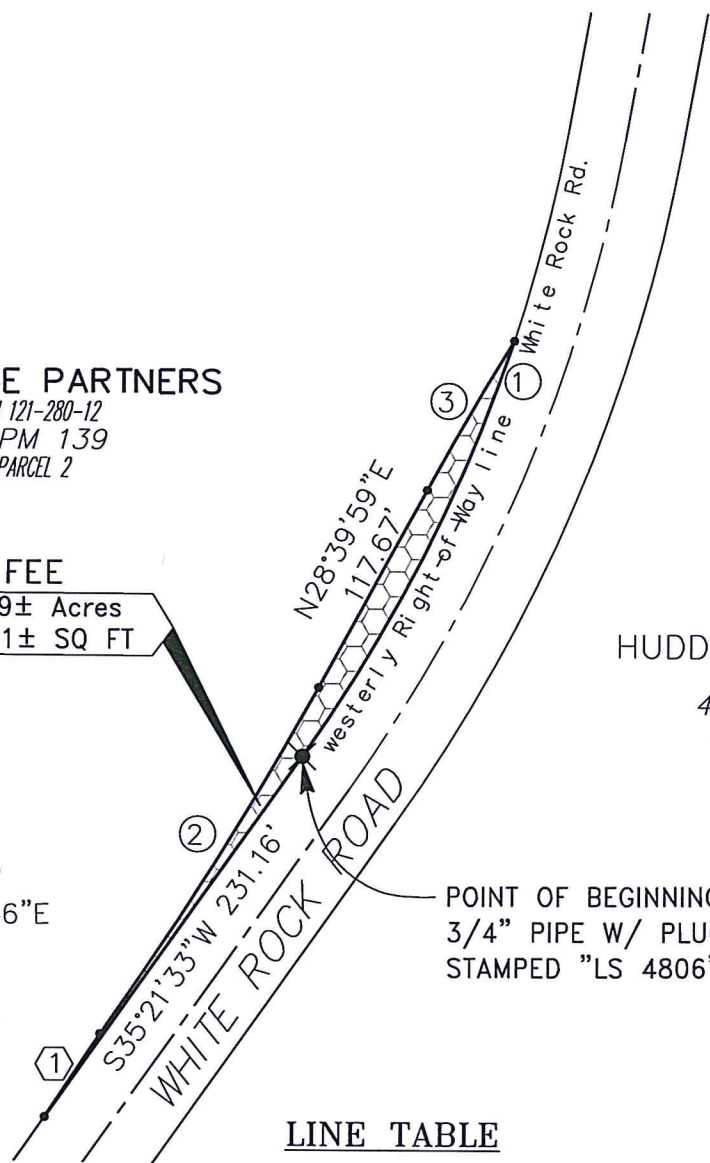 White Rock Rd.
E PARTNERS
121-280-12
PM 139
PARCEL 2
③
①
N28°39'59"E
117.67'
westerly Right-of-Way line
FEE
9± Acres
1± SQ FT
HUDD
4
②
S35°21'33"W 231.16'
WHITE ROCK ROAD
6"E
POINT OF BEGINNING
3/4" PIPE W/ PLU
STAMPED "LS 4806"
1
LINE TABLE